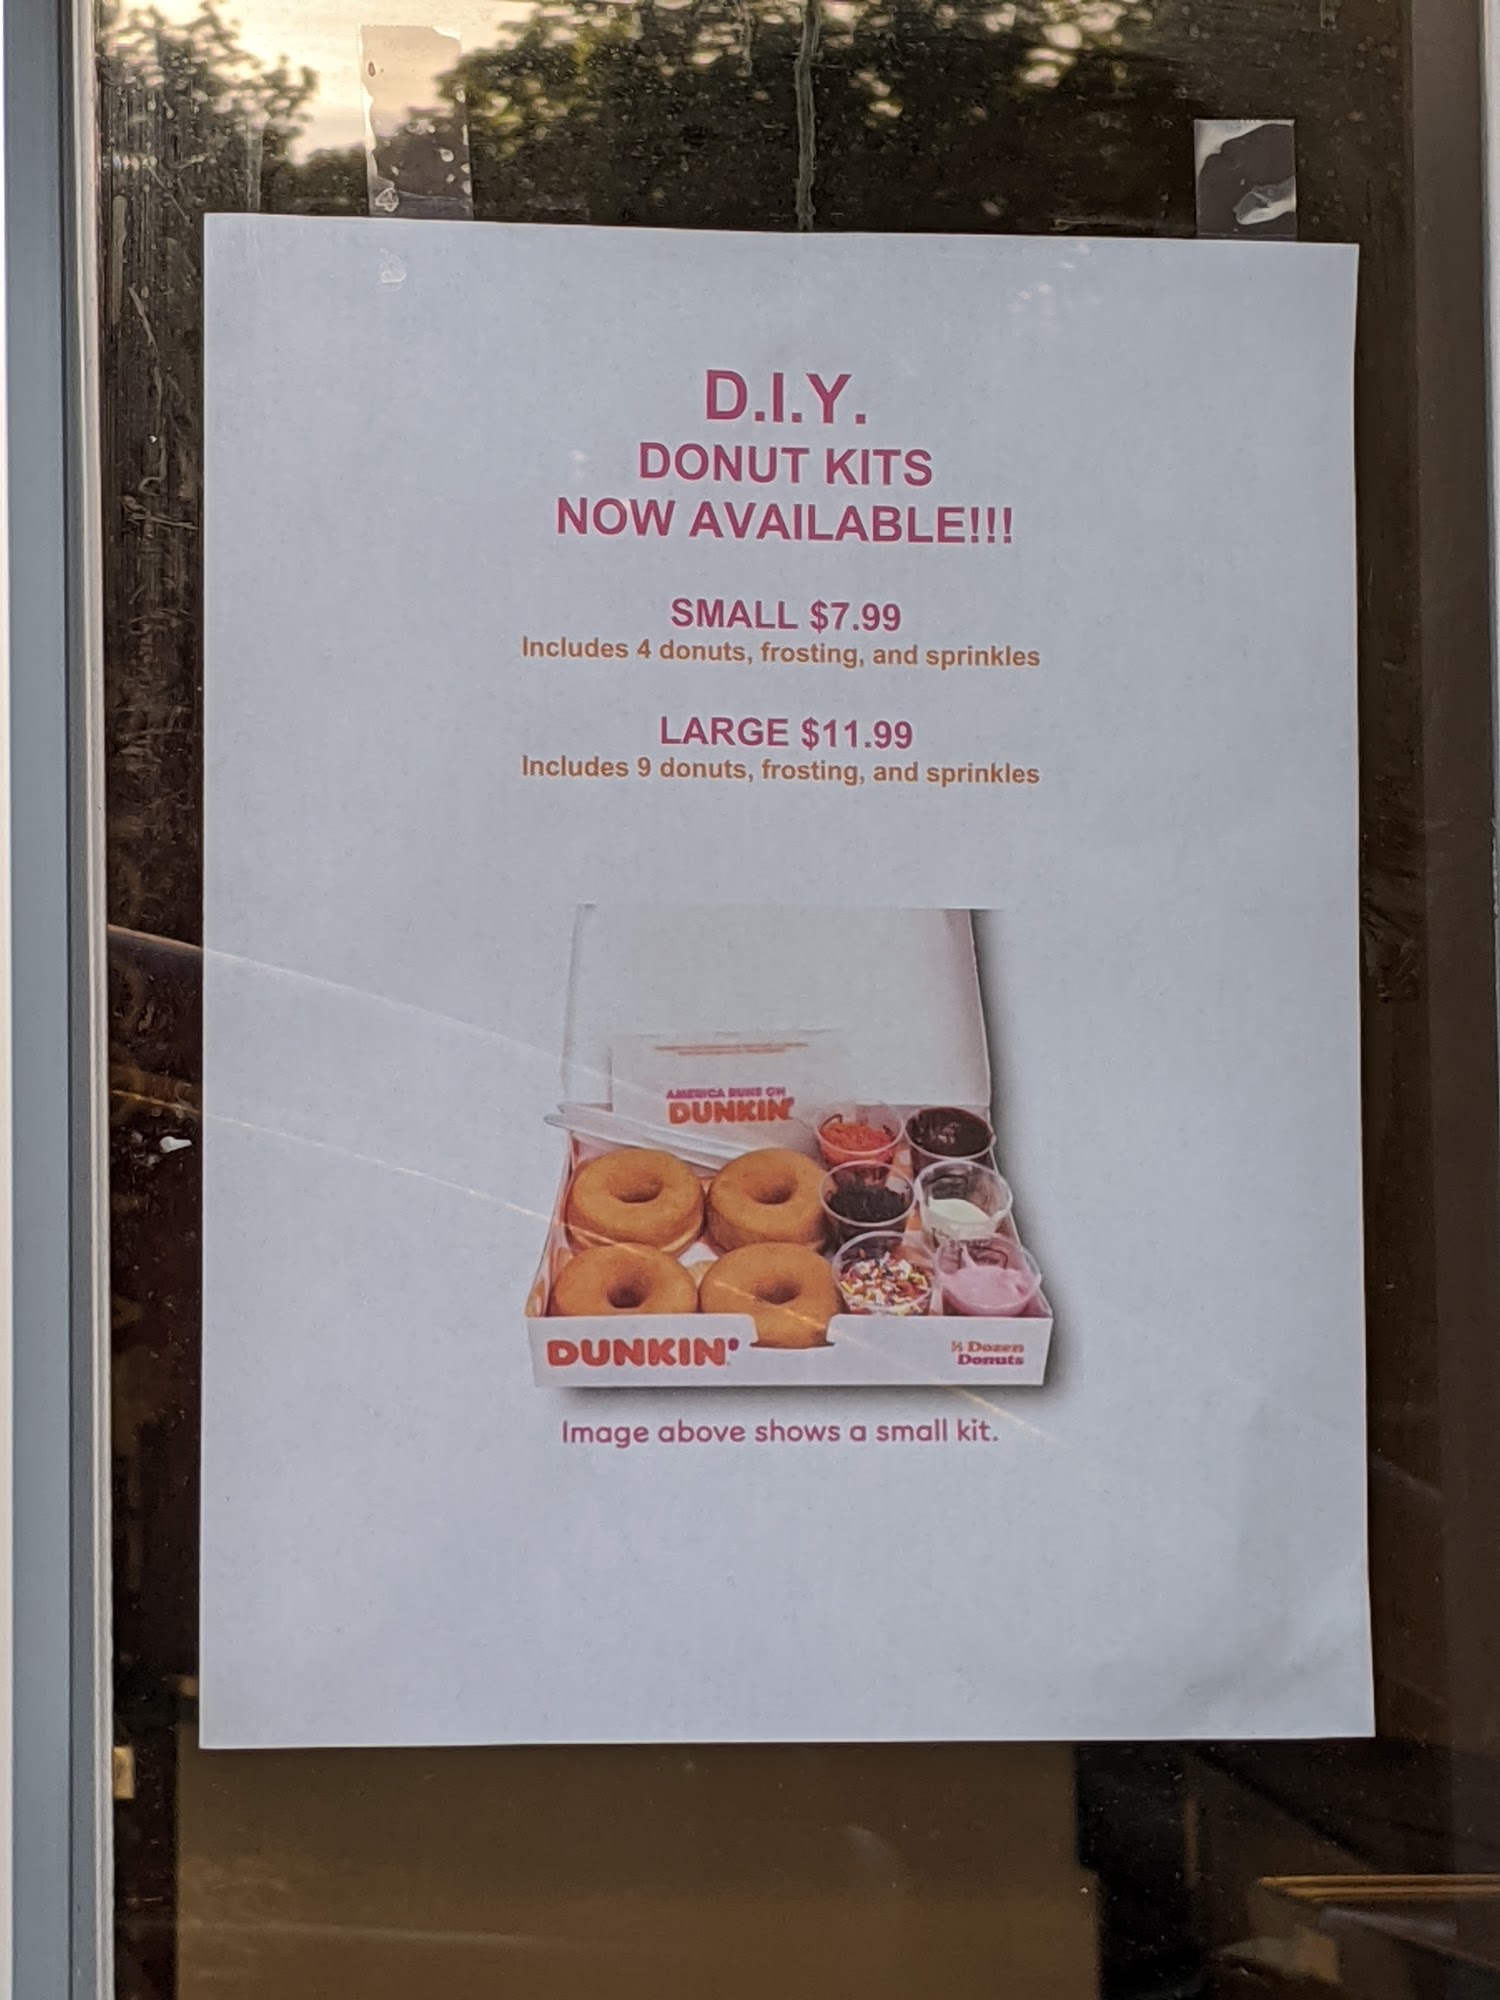 D.I.Y.
DONUT KITS
NOW AVAILABLE!!!
SMALL $7.99
Includes 4 donuts, frosting, and sprinkles
LARGE $11.99
Includes 9 donuts, frosting, and sprinkles
AMERICA RUNS ON
DUNKIN'
DUNKIN'
½ Dozen
Donuts
Image above shows a small kit.